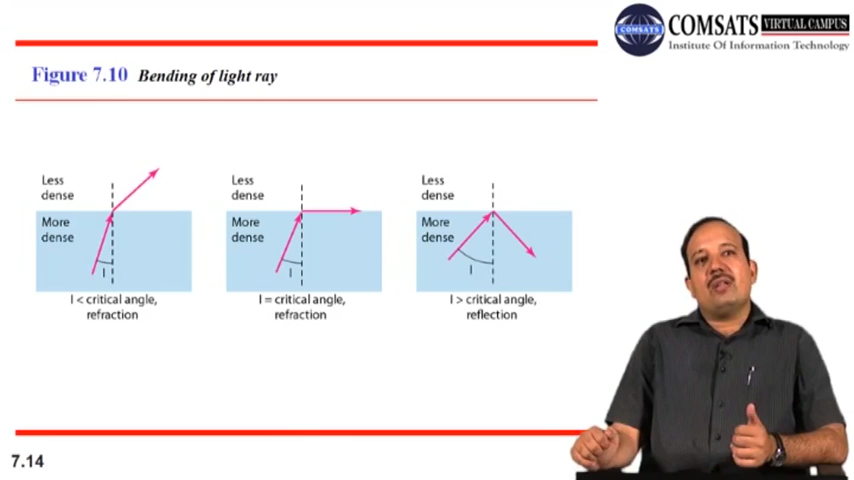 COMSATS
COMSATS VIRTUAL CAMPUS
Institute Of Information Technology
Figure 7.10 Bending of light ray
Less
dense
More
dense
I
I < critical angle,
refraction
Less
dense
More
dense
I
I = critical angle,
refraction
Less
dense
More
dense
I
I > critical angle,
reflection
7.14